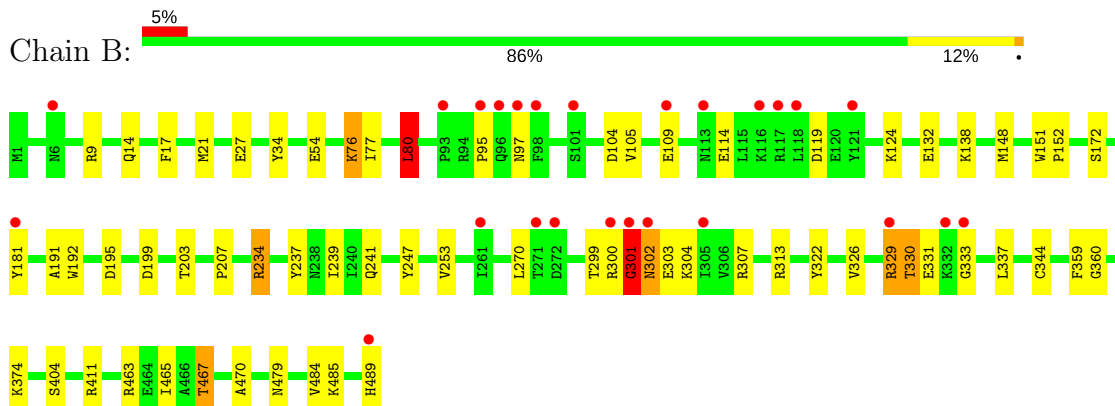 5%
Chain B:
86% 12% •
M1 N6 R9 Q14 F17 M21 E27 Y34 E54 K76 I77 L80 P93 R94 P95 Q96 N97 F98 S101 D104 V105 E109 N113 E114 L115 K116 R117 L118 D119 E120 Y121 K124 E132 K138 M148 W151 P152 S172
Y181 A191 W192 D195 D199 T203 P207 R234 Y237 N238 I239 I240 Q241 Y247 V253 I261 L270 T271 D272 T299 R300 G301 N302 E303 K304 I305 V306 R307 R313 Y322 V326 R329 T330 E331 K332 G333 L337 C344 F359 G360
K374 S404 R411 R463 E464 I465 A466 T467 A470 N479 V484 K485 H489